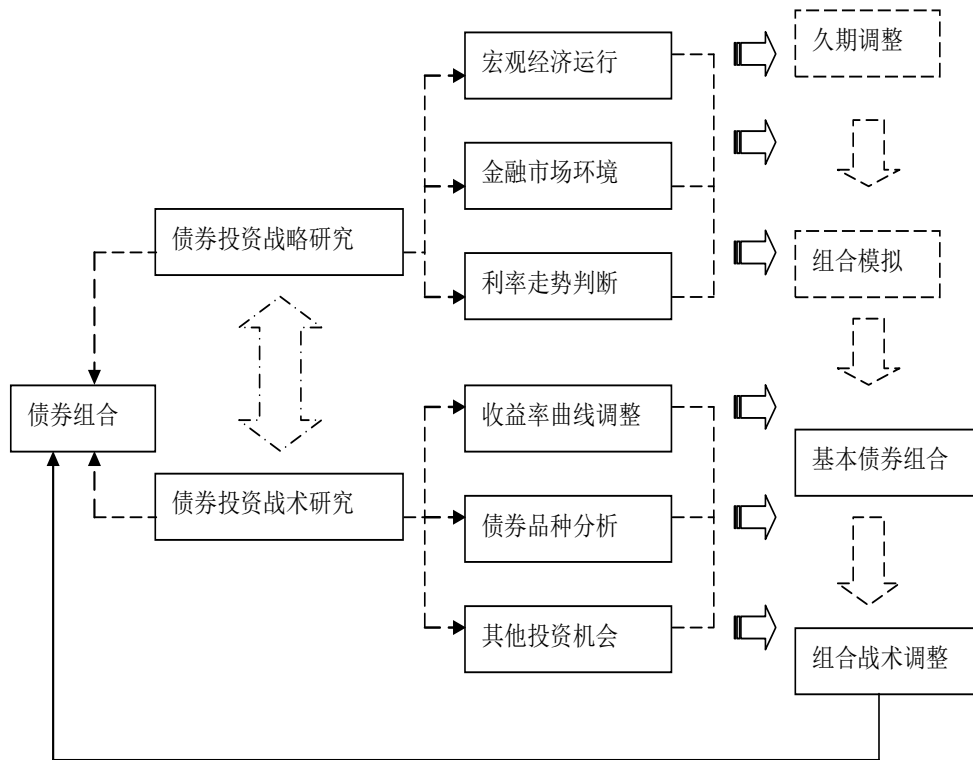 宏观经济运行
久期调整
金融市场环境
债券投资战略研究
组合模拟
利率走势判断
债券组合
收益率曲线调整
基本债券组合
债券投资战术研究
债券品种分析
其他投资机会
组合战术调整